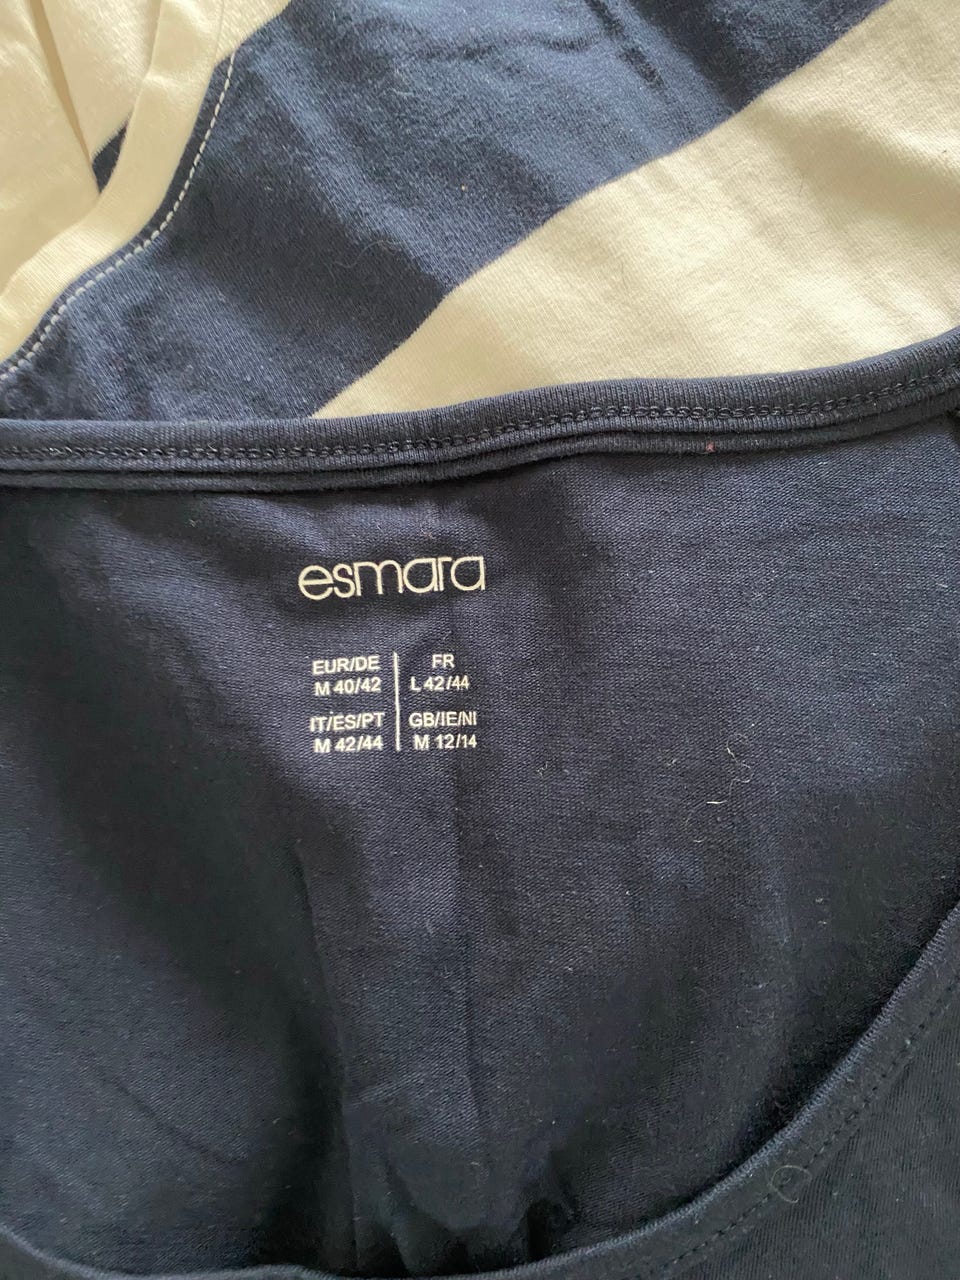 esmara
EUR/DE
M 40/42
FR
L 42/44
IT/ES/PT
M 42/44
GB/IE/NI
M 12/14